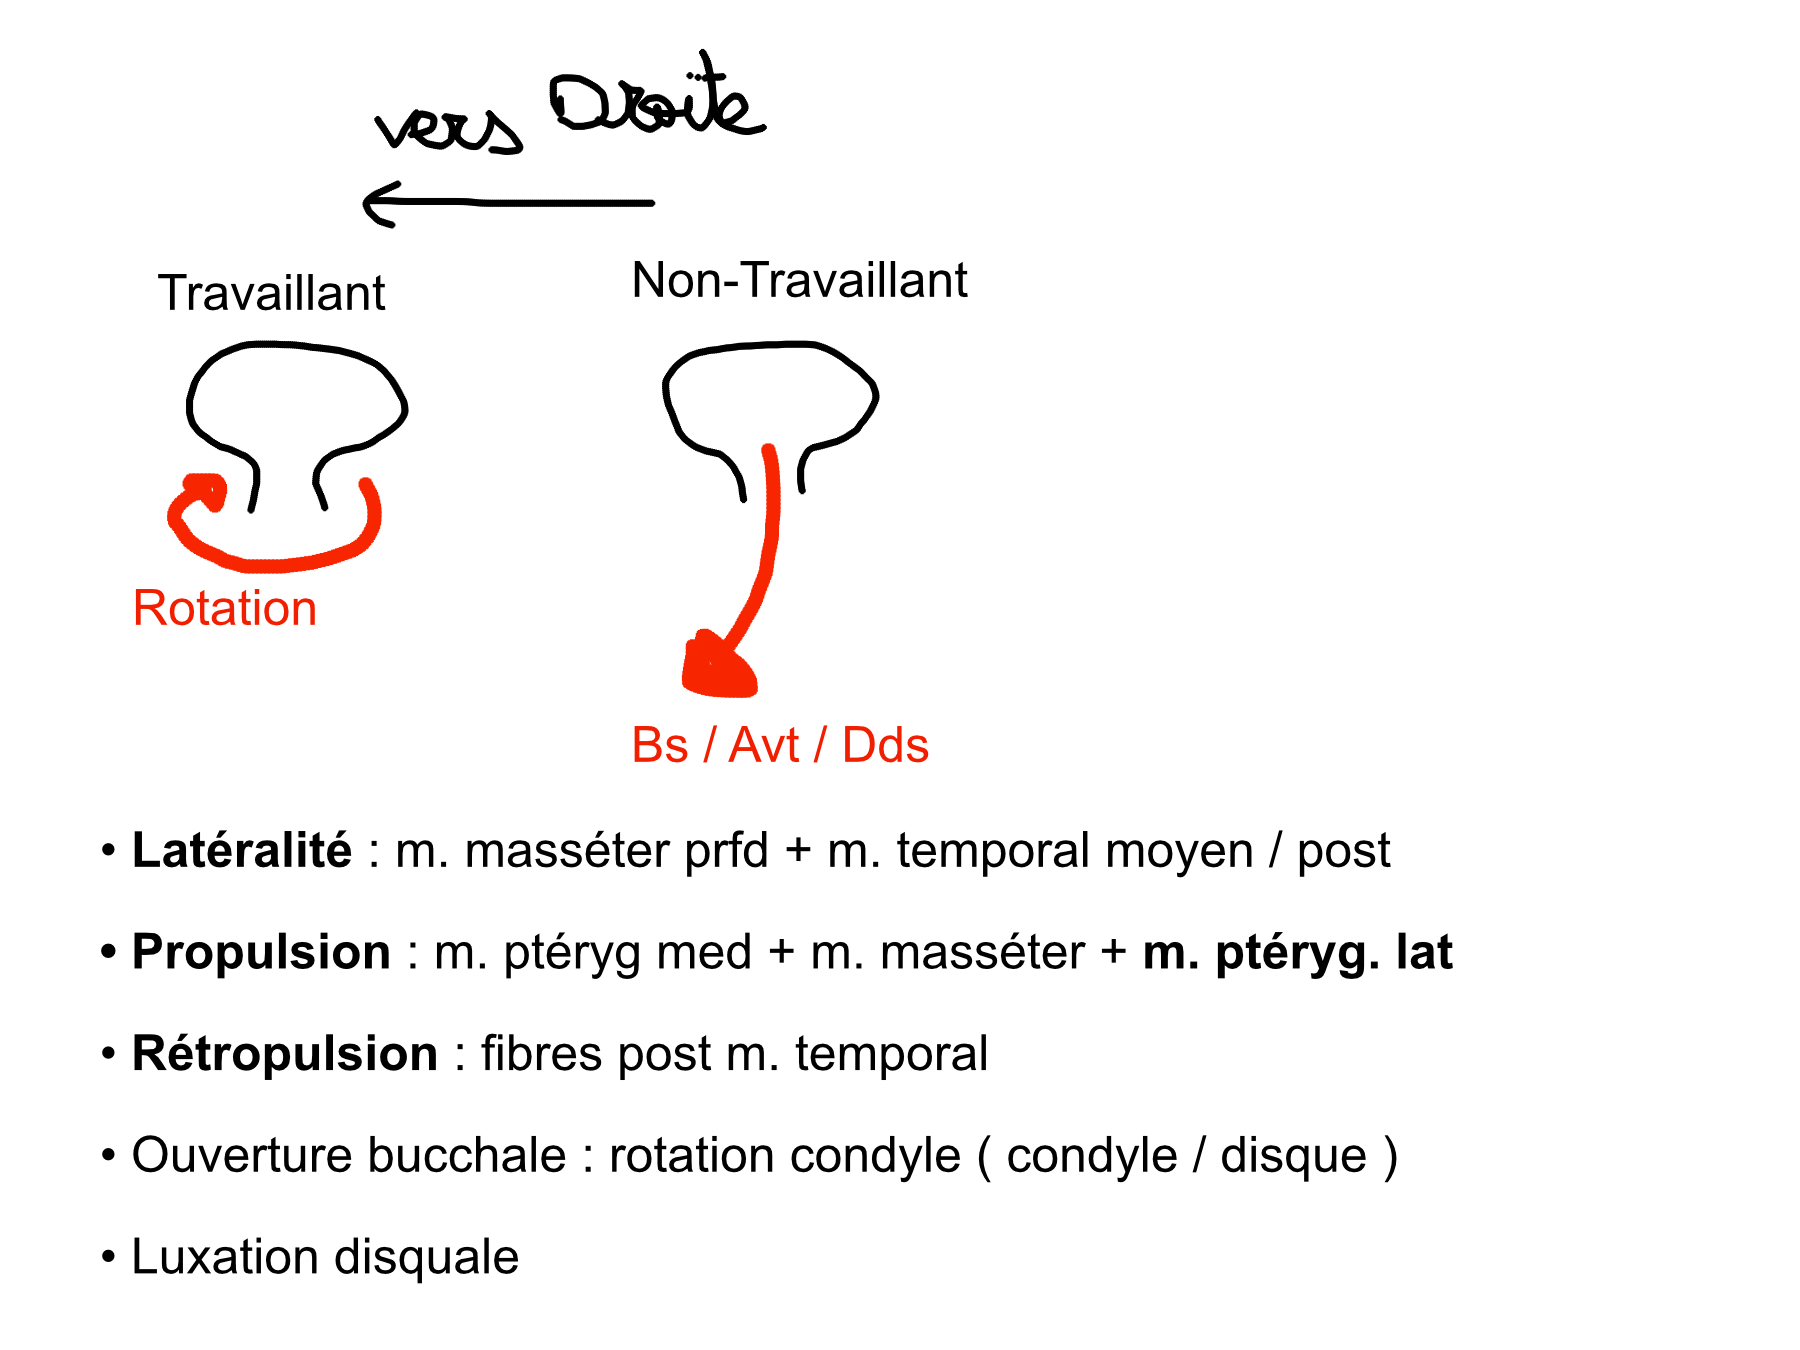 vers Droite
Travaillant
Non-Travaillant
Rotation
Bs / Avt / Dds
• Latéralité : m. masséter prfd + m. temporal moyen / post
• Propulsion : m. ptéryg med + m. masséter + m. ptéryg. lat
• Rétropulsion : fibres post m. temporal
• Ouverture bucchale : rotation condyle ( condyle / disque )
• Luxation disquale